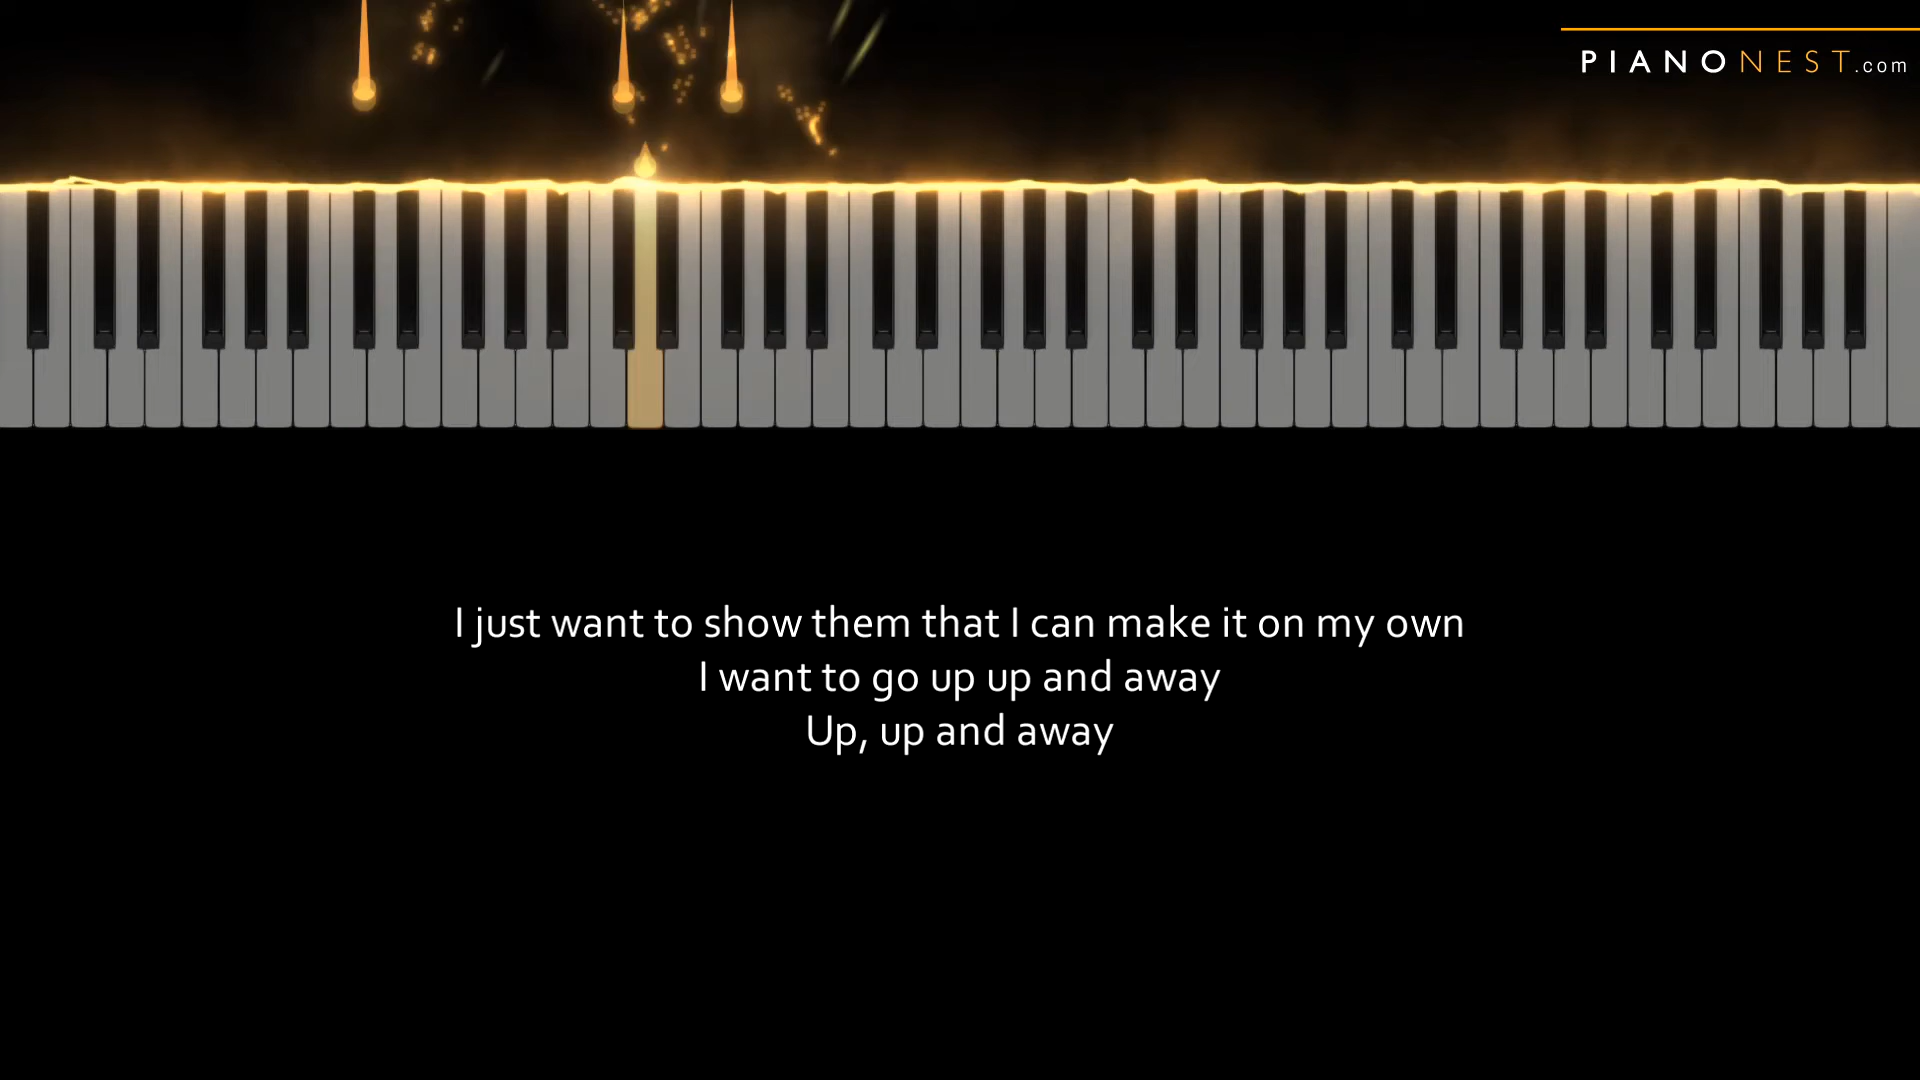 PIANONEST.com
I just want to show them that I can make it on my own
I want to go up up and away
Up, up and away